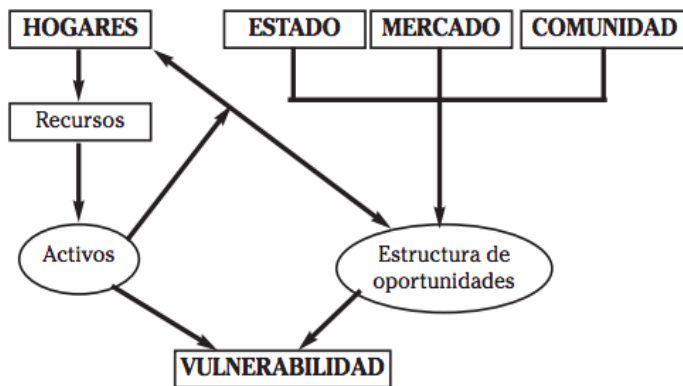 HOGARES
ESTADO
MERCADO
COMUNIDAD
Recursos
Activos
Estructura de
oportunidades
VULNERABILIDAD